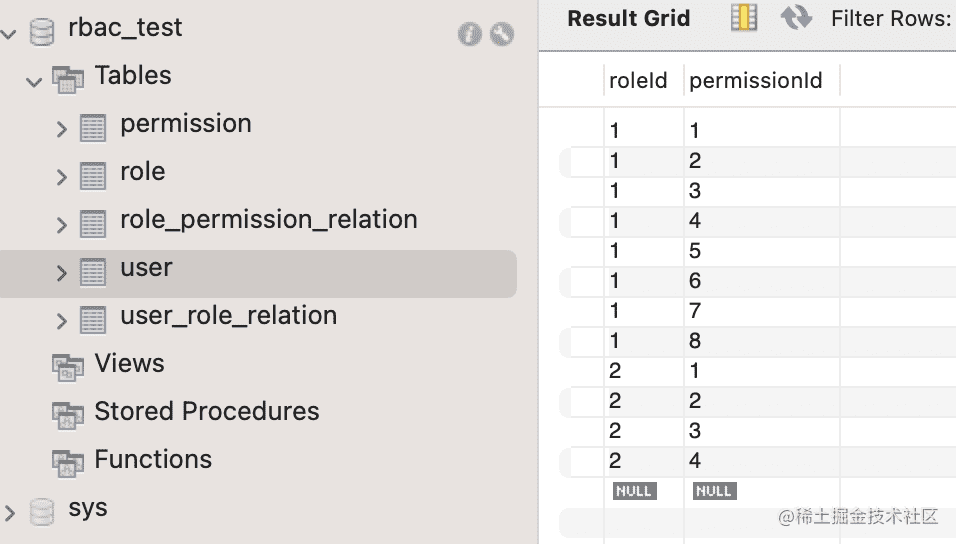 rbac_test
Tables
permission
role
role_permission_relation
user
user_role_relation
Views
Stored Procedures
Functions
sys
Result Grid Filter Rows:
roleId permissionId
1 1
1 2
1 3
1 4
1 5
1 6
1 7
1 8
2 1
2 2
2 3
2 4
NULL NULL
@稀土掘金技术社区